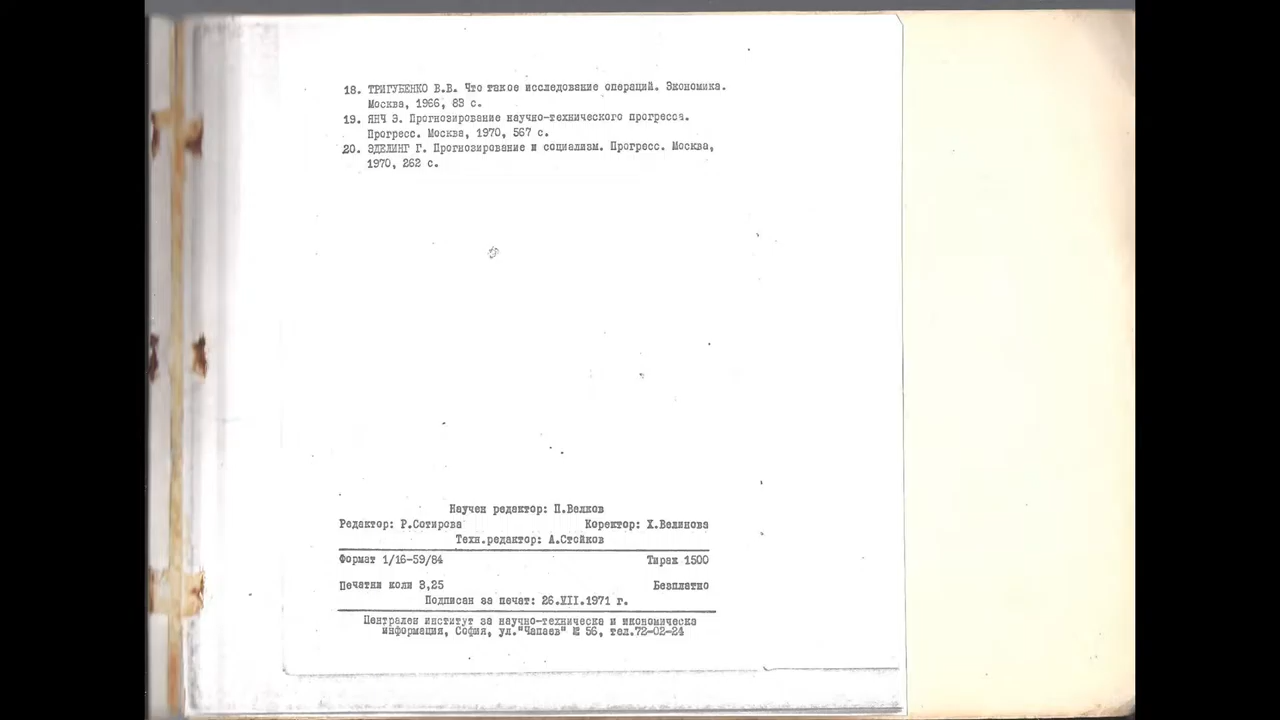 18. ТРИГУБЕНКО В.В. Что такое исследование операций. Экономика.
Москва, 1966, 83 с.
19. ЯНЧ Э. Прогнозирование научно-технического прогресса.
Прогресс. Москва, 1970, 567 с.
20. ЭДЕЛИНГ Г. Прогнозирование и социализм. Прогресс. Москва,
1970, 262 с.
Научен редактор: П.Велков
Редактор: Р.Сотирова Коректор: Х.Велинова
Техн.редактор: А.Стойков
Формат 1/16-59/84 Тираж 1500
Печатни коли 3,25 Безплатно
Подписан за печат: 26.VII.1971 г.
Централен институт за научно-техническа и икономическа
информация, София, ул."Чапаев" № 56, тел.72-02-24